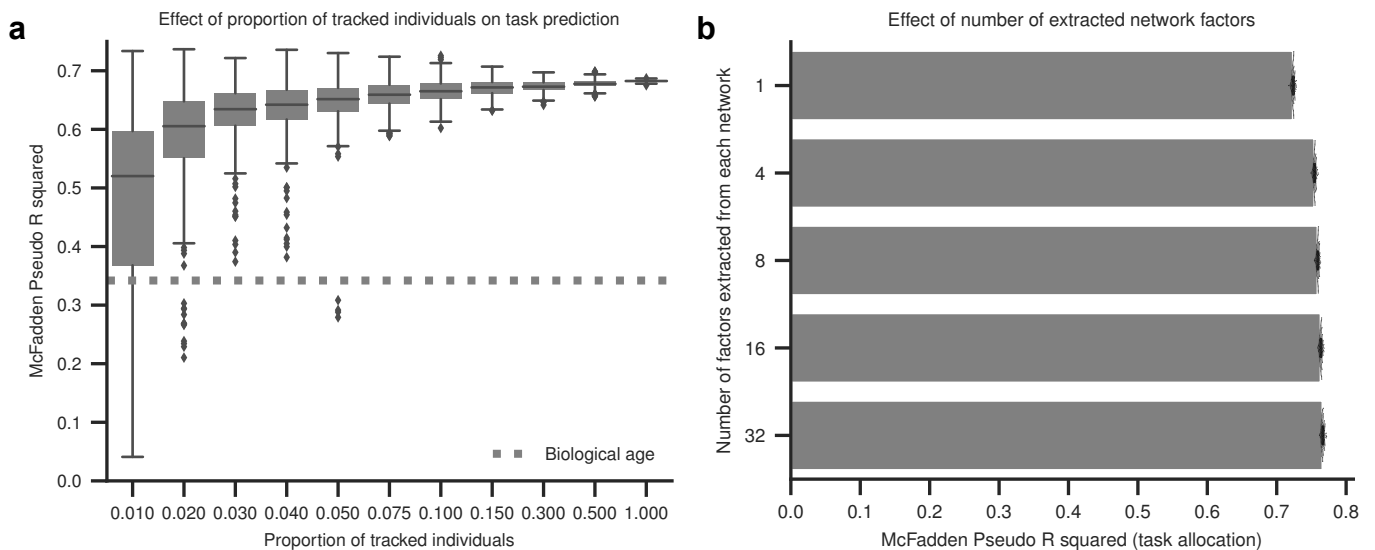 a
Effect of proportion of tracked individuals on task prediction
McFadden Pseudo R squared
0.7
0.6
0.5
0.4
0.3
0.2
0.1
0.0
Biological age
0.010 0.020 0.030 0.040 0.050 0.075 0.100 0.150 0.300 0.500 1.000
Proportion of tracked individuals
b
Effect of number of extracted network factors
Number of factors extracted from each network
1
4
8
16
32
0.0 0.1 0.2 0.3 0.4 0.5 0.6 0.7 0.8
McFadden Pseudo R squared (task allocation)